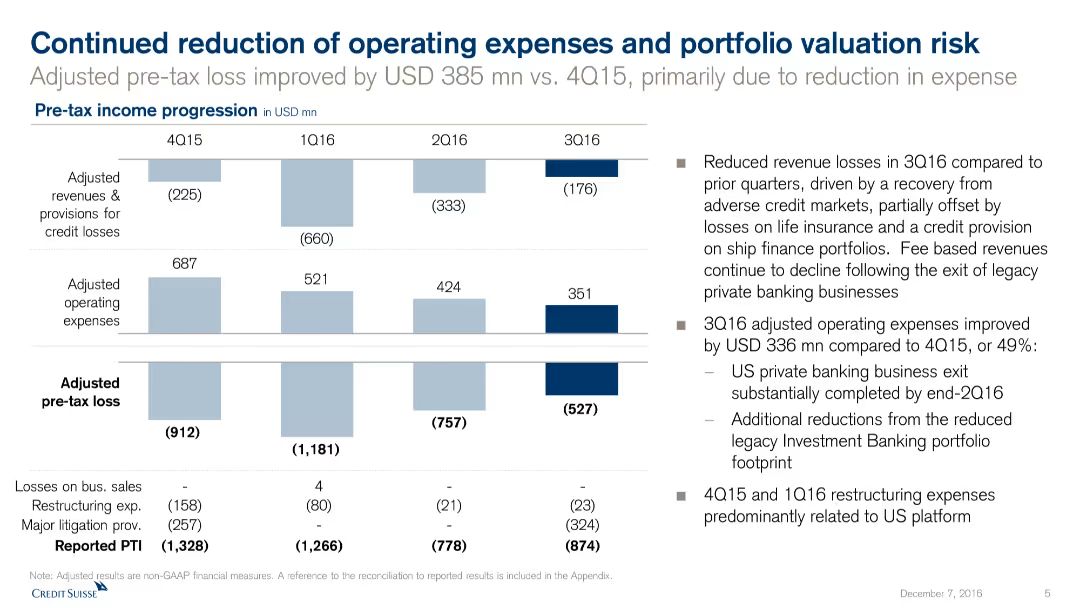 Continued reduction of operating expenses and portfolio valuation risk
Adjusted pre-tax loss improved by USD 385 mn vs. 4Q15, primarily due to reduction in expense
Pre-tax income progression in USD mn
4Q15 1Q16 2Q16 3Q16
Adjusted
revenues &
provisions for
credit losses
(225) (660) (333) (176)
Adjusted
operating
expenses
687 521 424 351
Adjusted
pre-tax loss
(912) (1,181) (757) (527)
Losses on bus. sales - 4 - -
Restructuring exp. (158) (80) (21) (23)
Major litigation prov. (257) - - (324)
Reported PTI (1,328) (1,266) (778) (874)
■ Reduced revenue losses in 3Q16 compared to
prior quarters, driven by a recovery from
adverse credit markets, partially offset by
losses on life insurance and a credit provision
on ship finance portfolios. Fee based revenues
continue to decline following the exit of legacy
private banking businesses
■ 3Q16 adjusted operating expenses improved
by USD 336 mn compared to 4Q15, or 49%:
– US private banking business exit
substantially completed by end-2Q16
– Additional reductions from the reduced
legacy Investment Banking portfolio
footprint
■ 4Q15 and 1Q16 restructuring expenses
predominantly related to US platform
Note: Adjusted results are non-GAAP financial measures. A reference to the reconciliation to reported results is included in the Appendix.
CREDIT SUISSE
December 7, 2016 5